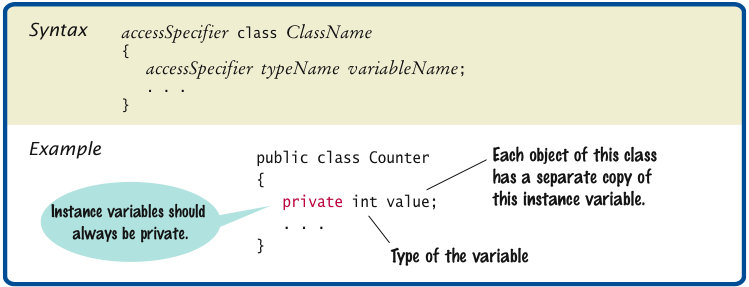 Syntax
accessSpecifier class ClassName
{
accessSpecifier typeName variableName;
. . .
}
Example
public class Counter
{
private int value;
. . .
}
Each object of this class
has a separate copy of
this instance variable.
Instance variables should
always be private.
Type of the variable